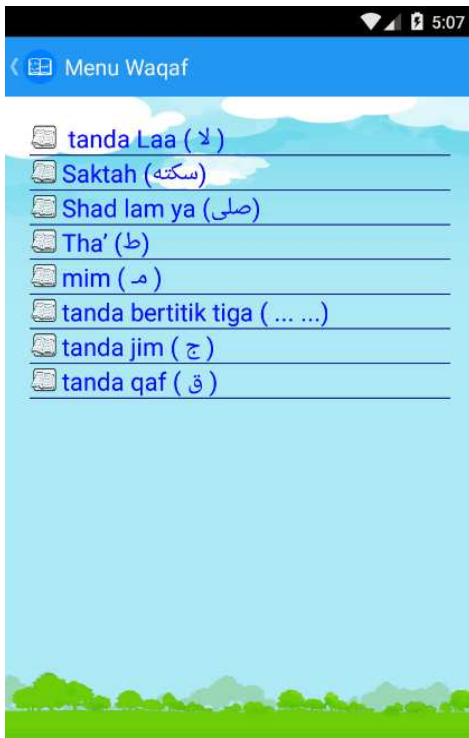 5:07
Menu Waqaf
tanda Laa ( لا )
Saktah (سكته)
Shad lam ya (صلى)
Tha’ (ط)
mim ( مـ )
tanda bertitik tiga ( ... ...)
tanda jim ( ج )
tanda qaf ( ق )